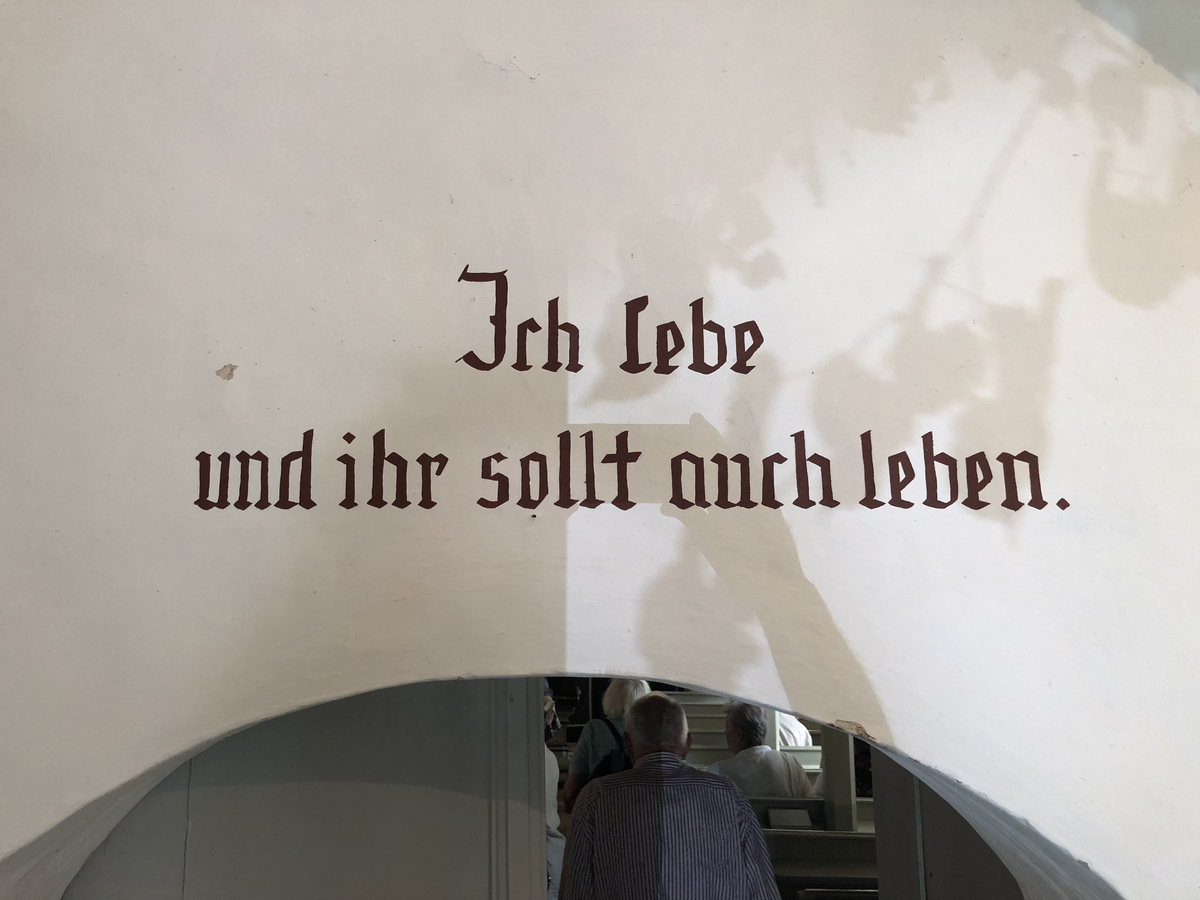 Ich lebe
und ihr sollt auch leben.